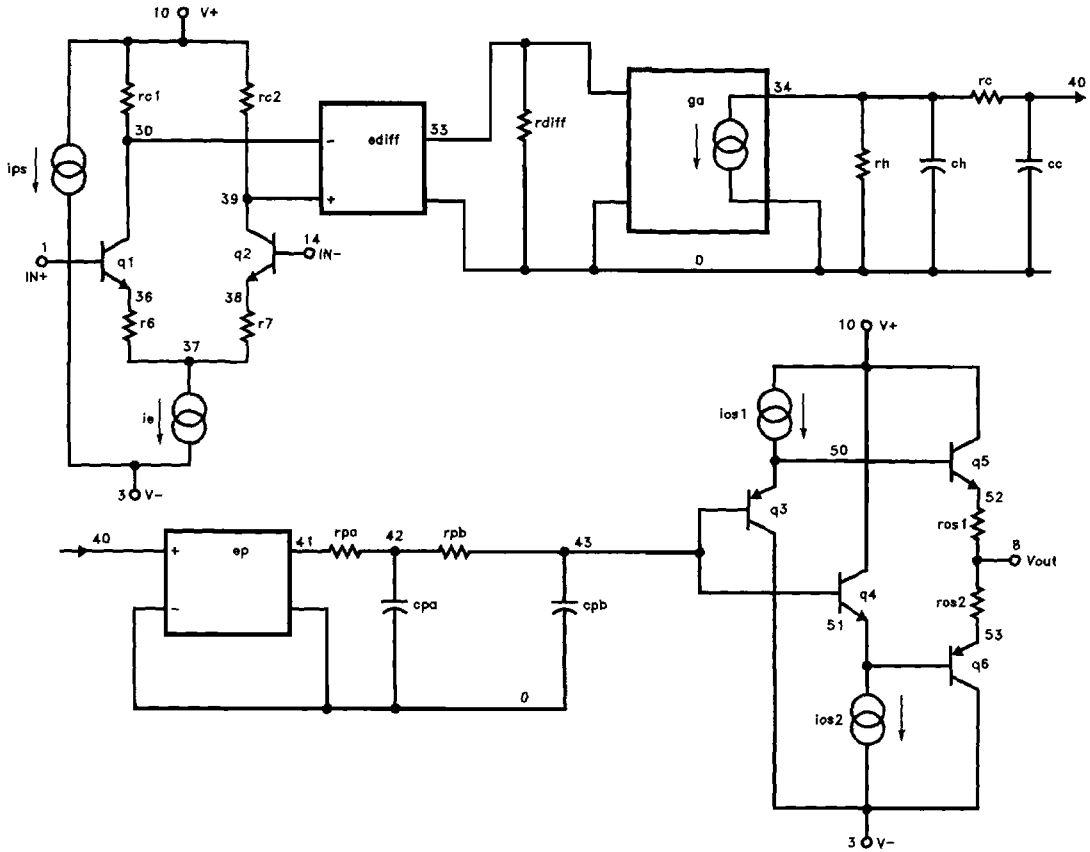 10 V+
rc1
rc2
30
ediff
-
+
33
rdiff
ga
34
rc
40
rh
ch
cc
ips
39
1
IN+
q1
q2
14
IN-
36
38
r6
r7
37
ie
3 V-
0
10 V+
ios1
50
q5
q3
52
ros1
8
Vout
ros2
q4
51
53
q6
ios2
3 V-
40
+
ep
-
41
rpa
42
rpb
43
cpa
cpb
0